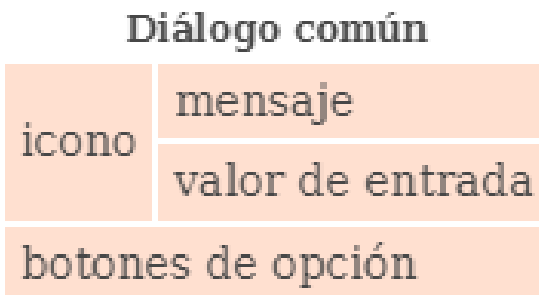 Diálogo común
icono
mensaje
valor de entrada
botones de opción